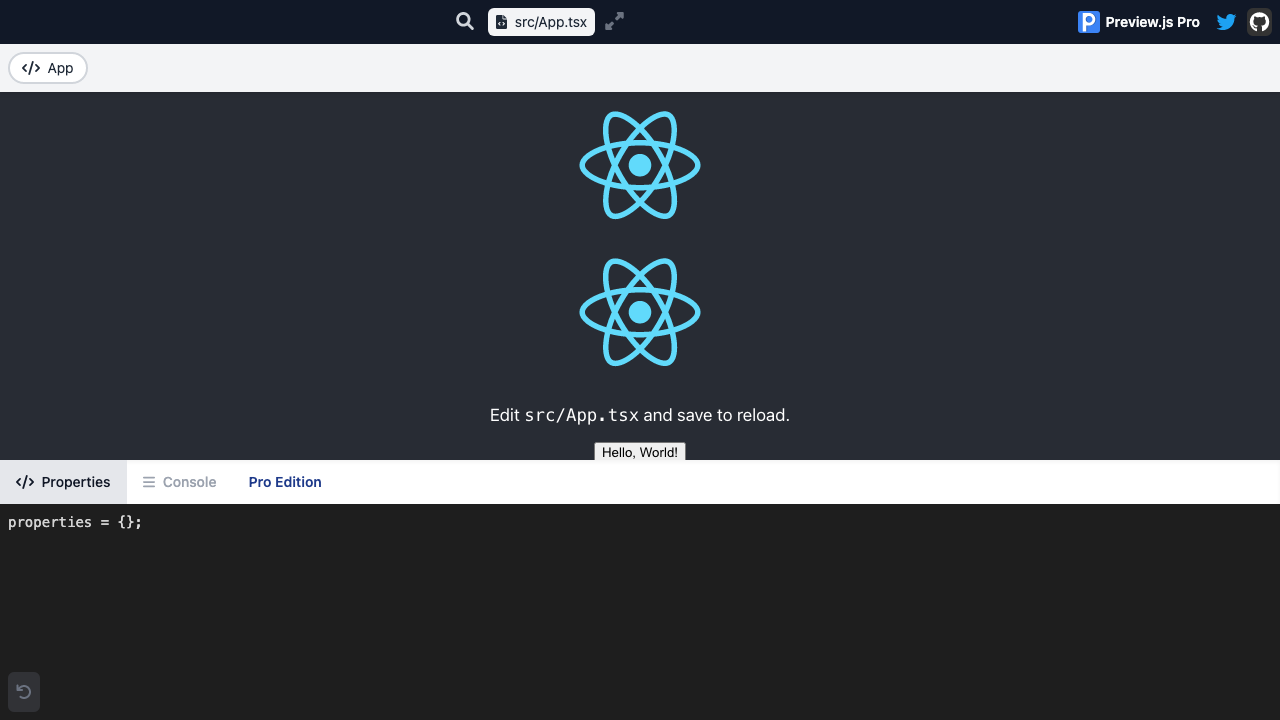 src/App.tsx
Preview.js Pro
App
Edit src/App.tsx and save to reload.
Hello, World!
Properties
Console
Pro Edition
properties = {};